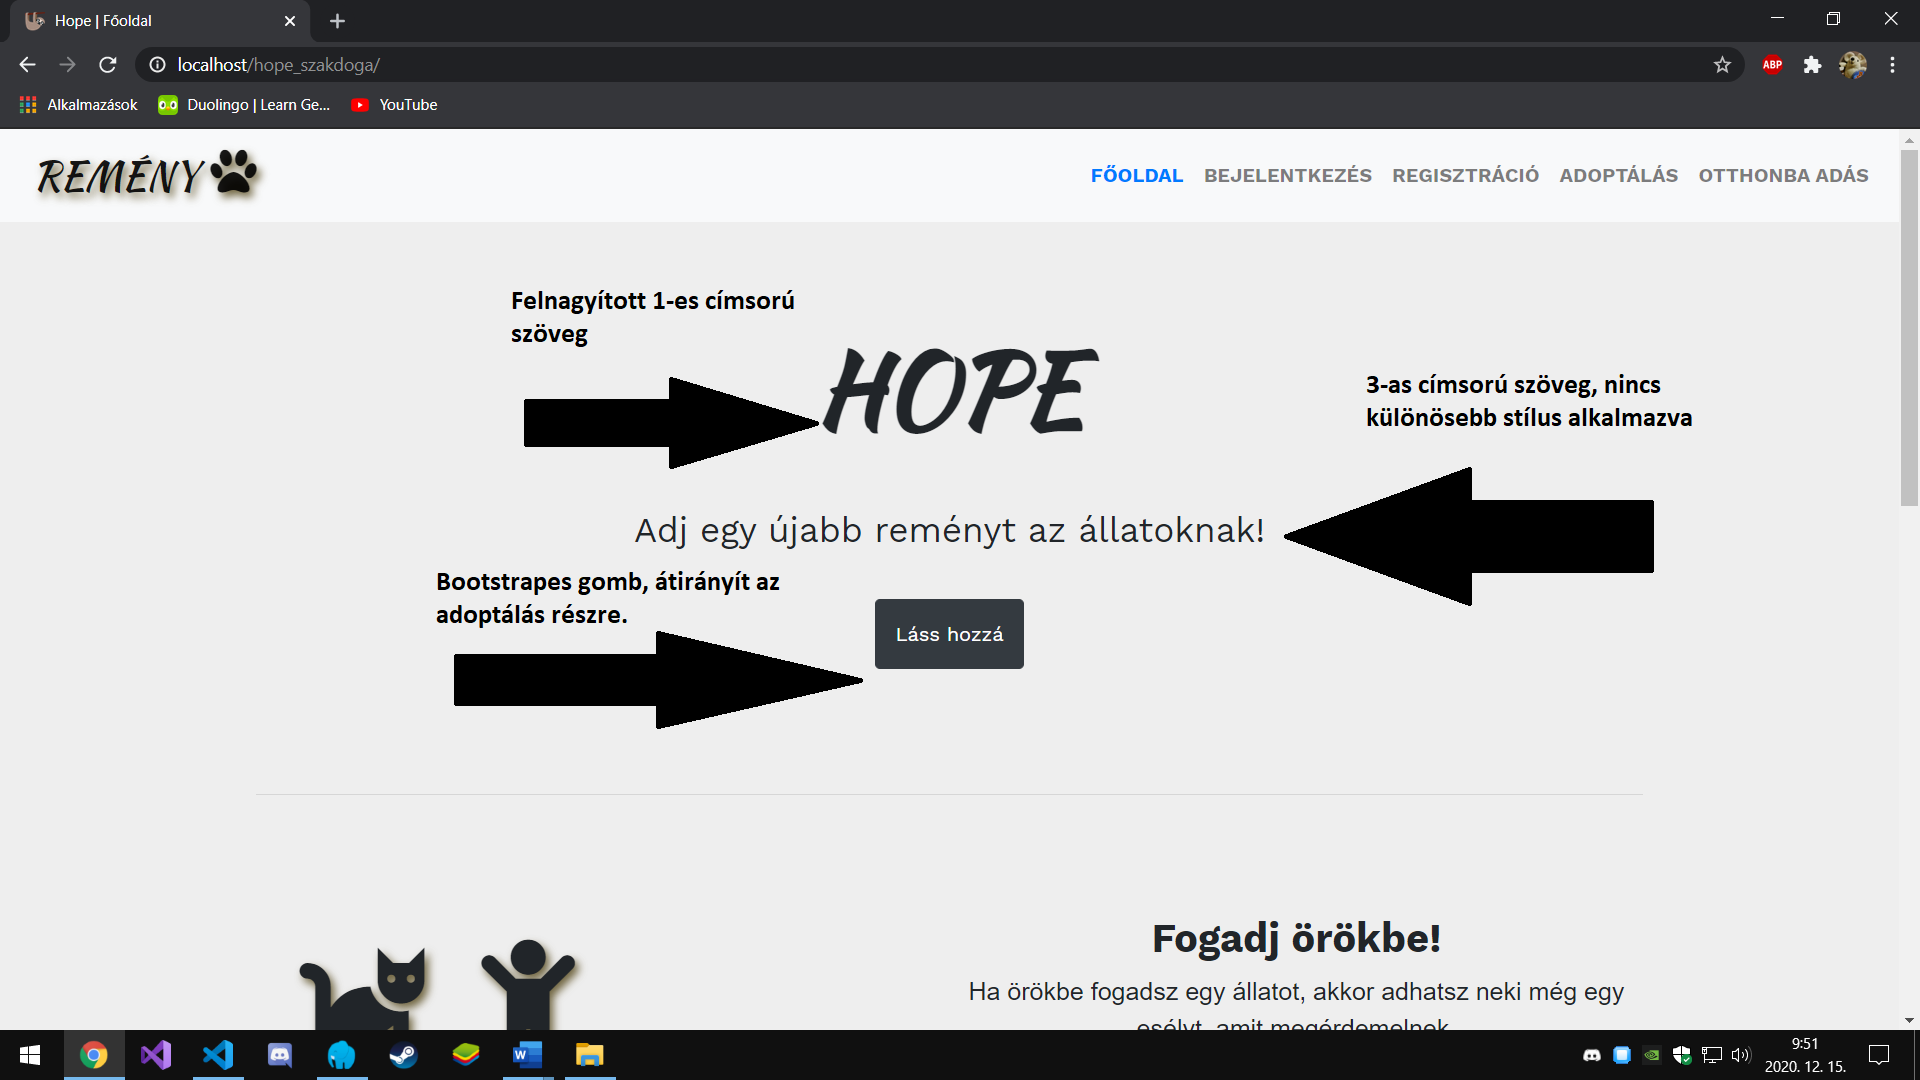 Hope | Főoldal
localhost/hope_szakdoga/
ABP
Alkalmazások
Duolingo | Learn Ge...
YouTube
REMÉNY
FŐOLDAL
BEJELENTKEZÉS
REGISZTRÁCIÓ
ADOPTÁLÁS
OTTHONBA ADÁS
Felnagyított 1-es címsorú
szöveg
HOPE
3-as címsorú szöveg, nincs
különösebb stílus alkalmazva
Adj egy újabb reményt az állatoknak!
Bootstrapes gomb, átirányít az
adoptálás részre.
Láss hozzá
Fogadj örökbe!
Ha örökbe fogadsz egy állatot, akkor adhatsz neki még egy
esélyt, amit megérdemelnek.
W
9:51
2020. 12. 15.